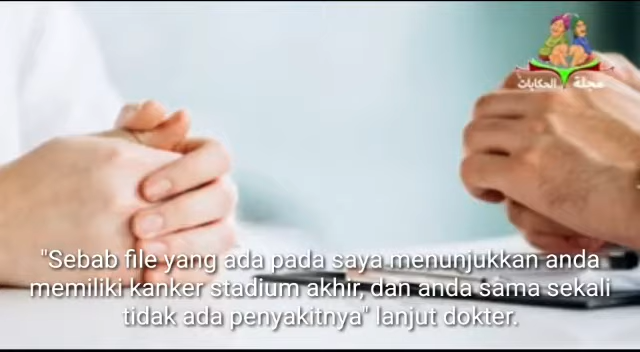 مجلة الحكايات
"Sebab file yang ada pada saya menunjukkan anda
memiliki kanker stadium akhir, dan anda sama sekali
tidak ada penyakitnya" lanjut dokter.